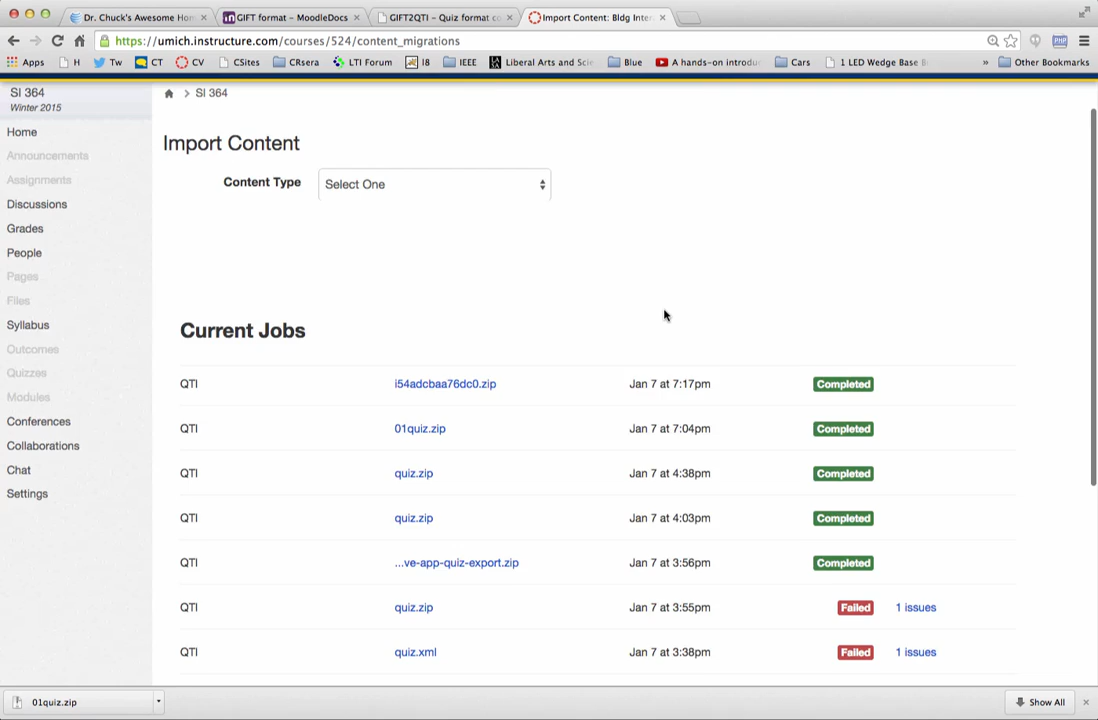 Dr. Chuck's Awesome Hom
GIFT format – MoodleDocs
GIFT2QTI – Quiz format co
Import Content: Bldg Inter
https://umich.instructure.com/courses/524/content_migrations
Apps H Tw CT CV CSites CRsera LTI Forum I8 IEEE Liberal Arts and Scie Blue A hands-on introdu Cars 1 LED Wedge Base » Other Bookmarks
SI 364
Winter 2015
Home
Announcements
Assignments
Discussions
Grades
People
Pages
Files
Syllabus
Outcomes
Quizzes
Modules
Conferences
Collaborations
Chat
Settings
> SI 364
Import Content
Content Type Select One
Current Jobs
QTI i54adcbaa76dc0.zip Jan 7 at 7:17pm Completed
QTI 01quiz.zip Jan 7 at 7:04pm Completed
QTI quiz.zip Jan 7 at 4:38pm Completed
QTI quiz.zip Jan 7 at 4:03pm Completed
QTI ...ve-app-quiz-export.zip Jan 7 at 3:56pm Completed
QTI quiz.zip Jan 7 at 3:55pm Failed 1 issues
QTI quiz.xml Jan 7 at 3:38pm Failed 1 issues
01quiz.zip
Show All